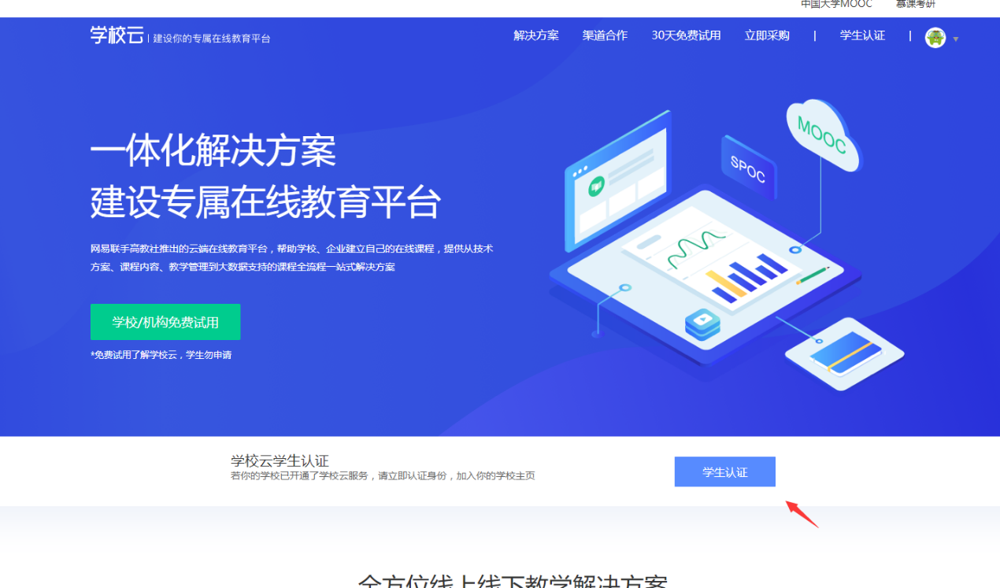 中国大学MOOC 慕课考研
学校云 | 建设你的专属在线教育平台
解决方案 渠道合作 30天免费试用 立即采购 | 学生认证 |
一体化解决方案
建设专属在线教育平台
网易联手高教社推出的云端在线教育平台，帮助学校、企业建立自己的在线课程，提供从技术
方案、课程内容、教学管理到大数据支持的课程全流程一站式解决方案
学校/机构免费试用
*免费试用了解学校云，学生勿申请
MOOC
SPOC
学校云学生认证
若你的学校已开通了学校云服务，请立即认证身份，加入你的学校主页
学生认证
全方位线上线下教学解决方案